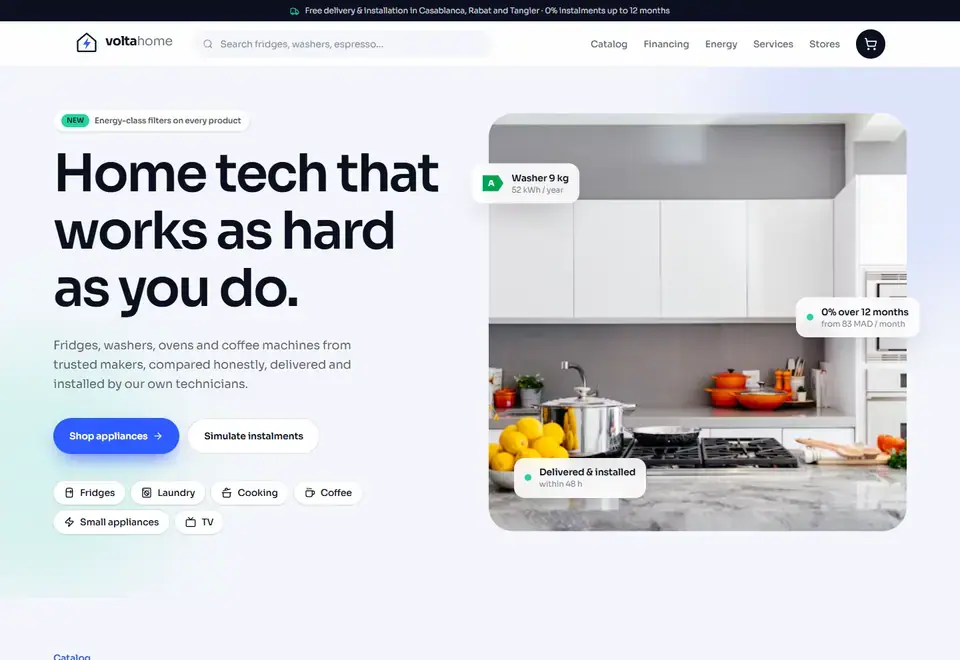 Free delivery & installation in Casablanca, Rabat and Tangier · 0% instalments up to 12 months
voltahome
Search fridges, washers, espresso...
Catalog
Financing
Energy
Services
Stores
NEW Energy-class filters on every product
Home tech that
works as hard
as you do.
Fridges, washers, ovens and coffee machines from
trusted makers, compared honestly, delivered and
installed by our own technicians.
Shop appliances →
Simulate instalments
Fridges
Laundry
Cooking
Coffee
Small appliances
TV
A
Washer 9 kg
52 kWh / year
0% over 12 months
from 83 MAD / month
Delivered & installed
within 48 h
Catalog